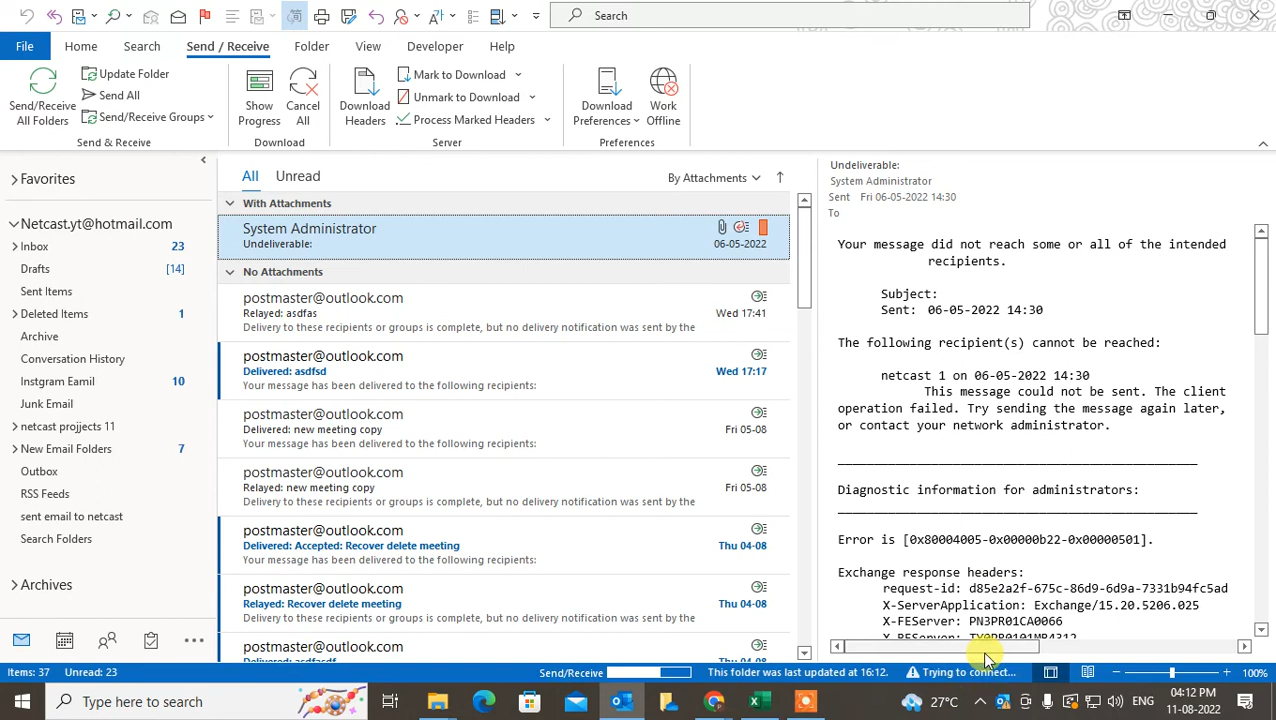 Search
File
Home
Search
Send / Receive
Folder
View
Developer
Help
Send/Receive
All Folders
Update Folder
Send All
Send/Receive Groups
Send & Receive
Show
Progress
Cancel
All
Download
Download
Headers
Mark to Download
Unmark to Download
Process Marked Headers
Server
Download
Preferences
Work
Offline
Preferences
Favorites
Netcast.yt@hotmail.com
Inbox 23
Drafts [14]
Sent Items
Deleted Items 1
Archive
Conversation History
Instgram Eamil 10
Junk Email
netcast projjects 11
New Email Folders 7
Outbox
RSS Feeds
sent email to netcast
Search Folders
Archives
All Unread By Attachments
With Attachments
System Administrator
Undeliverable: 06-05-2022
No Attachments
postmaster@outlook.com
Relayed: asdfas Wed 17:41
Delivery to these recipients or groups is complete, but no delivery notification was sent by the
postmaster@outlook.com
Delivered: asdfsd Wed 17:17
Your message has been delivered to the following recipients:
postmaster@outlook.com
Delivered: new meeting copy Fri 05-08
Your message has been delivered to the following recipients:
postmaster@outlook.com
Relayed: new meeting copy Fri 05-08
Delivery to these recipients or groups is complete, but no delivery notification was sent by the
postmaster@outlook.com
Delivered: Accepted: Recover delete meeting Thu 04-08
Your message has been delivered to the following recipients:
postmaster@outlook.com
Relayed: Recover delete meeting Thu 04-08
Delivery to these recipients or groups is complete, but no delivery notification was sent by the
postmaster@outlook.com
Delivered: asdfasdf Thu 04-08
Undeliverable:
System Administrator
Sent Fri 06-05-2022 14:30
To
Your message did not reach some or all of the intended
recipients.
Subject:
Sent: 06-05-2022 14:30
The following recipient(s) cannot be reached:
netcast 1 on 06-05-2022 14:30
This message could not be sent. The client
operation failed. Try sending the message again later,
or contact your network administrator.
Diagnostic information for administrators:
Error is [0x80004005-0x00000b22-0x00000501].
Exchange response headers:
request-id: d85e2a2f-675c-86d9-6d9a-7331b94fc5ad
X-ServerApplication: Exchange/15.20.5206.025
X-FEServer: PN3PR01CA0066
X-BEServer: TY0PR0101MB4312
Items: 37 Unread: 23 Send/Receive This folder was last updated at 16:12. Trying to connect... 100%
Type here to search
27°C ENG 04:12 PM
11-08-2022